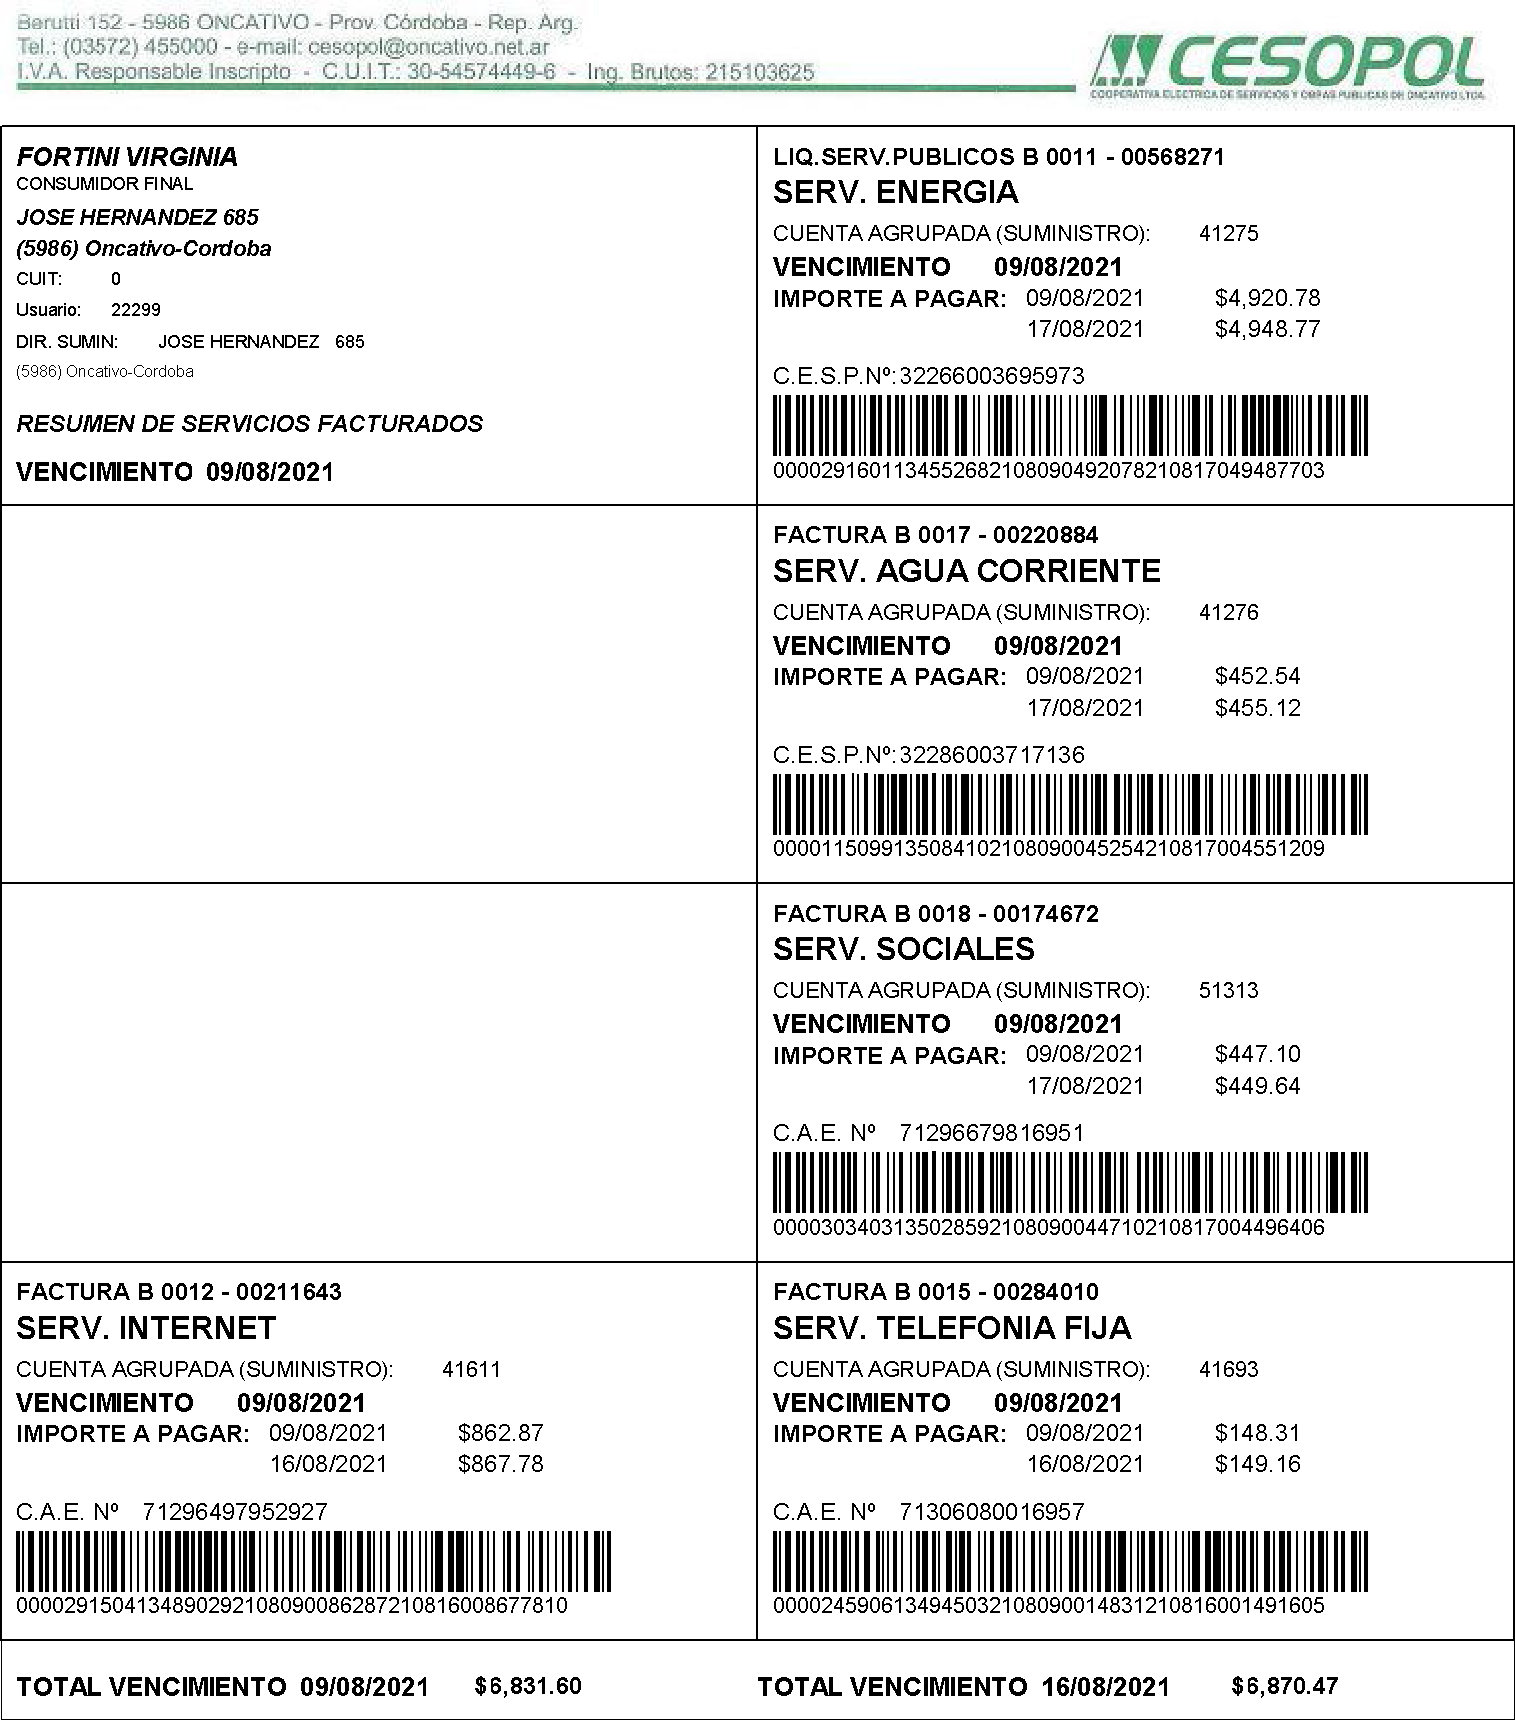 Berutti 152 - 5986 ONCATIVO - Prov. Córdoba - Rep. Arg.
Tel.: (03572) 455000 - e-mail: cesopol@oncativo.net.ar
I.V.A. Responsable Inscripto - C.U.I.T.: 30-54574449-6 - Ing. Brutos: 215103625
CESOPOL
COOPERATIVA ELECTRICA DE SERVICIOS Y OBRAS PUBLICAS DE ONCATIVO LTDA.
FORTINI VIRGINIA
CONSUMIDOR FINAL
JOSE HERNANDEZ 685
(5986) Oncativo-Cordoba
CUIT: 0
Usuario: 22299
DIR. SUMIN: JOSE HERNANDEZ 685
(5986) Oncativo-Cordoba
RESUMEN DE SERVICIOS FACTURADOS
VENCIMIENTO 09/08/2021
LIQ.SERV.PUBLICOS B 0011 - 00568271
SERV. ENERGIA
CUENTA AGRUPADA (SUMINISTRO): 41275
VENCIMIENTO 09/08/2021
IMPORTE A PAGAR: 09/08/2021 $4,920.78
17/08/2021 $4,948.77
C.E.S.P.Nº: 32266003695973
0000291601134552682108090492078210817049487703
FACTURA B 0017 - 00220884
SERV. AGUA CORRIENTE
CUENTA AGRUPADA (SUMINISTRO): 41276
VENCIMIENTO 09/08/2021
IMPORTE A PAGAR: 09/08/2021 $452.54
17/08/2021 $455.12
C.E.S.P.Nº: 32286003717136
0000115099135084102108090045254210817004551209
FACTURA B 0018 - 00174672
SERV. SOCIALES
CUENTA AGRUPADA (SUMINISTRO): 51313
VENCIMIENTO 09/08/2021
IMPORTE A PAGAR: 09/08/2021 $447.10
17/08/2021 $449.64
C.A.E. Nº 71296679816951
0000303403135028592108090044710210817004496406
FACTURA B 0012 - 00211643
SERV. INTERNET
CUENTA AGRUPADA (SUMINISTRO): 41611
VENCIMIENTO 09/08/2021
IMPORTE A PAGAR: 09/08/2021 $862.87
16/08/2021 $867.78
C.A.E. Nº 71296497952927
0000291504134890292108090086287210816008677810
FACTURA B 0015 - 00284010
SERV. TELEFONIA FIJA
CUENTA AGRUPADA (SUMINISTRO): 41693
VENCIMIENTO 09/08/2021
IMPORTE A PAGAR: 09/08/2021 $148.31
16/08/2021 $149.16
C.A.E. Nº 71306080016957
0000245906134945032108090014831210816001491605
TOTAL VENCIMIENTO 09/08/2021 $6,831.60
TOTAL VENCIMIENTO 16/08/2021 $6,870.47